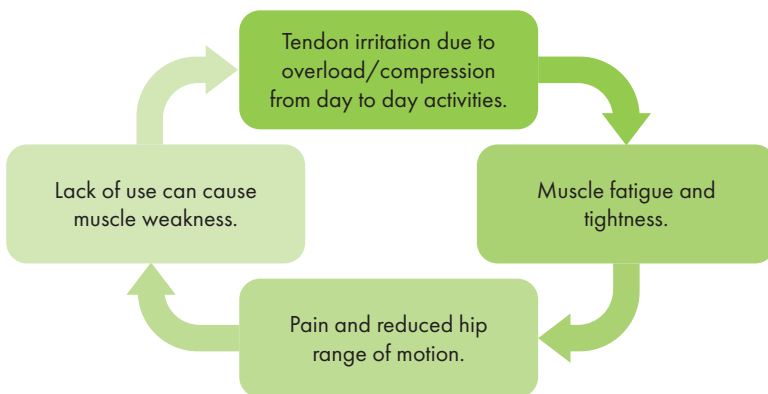 Tendon irritation due to
overload/compression
from day to day activities.
Muscle fatigue and
tightness.
Pain and reduced hip
range of motion.
Lack of use can cause
muscle weakness.